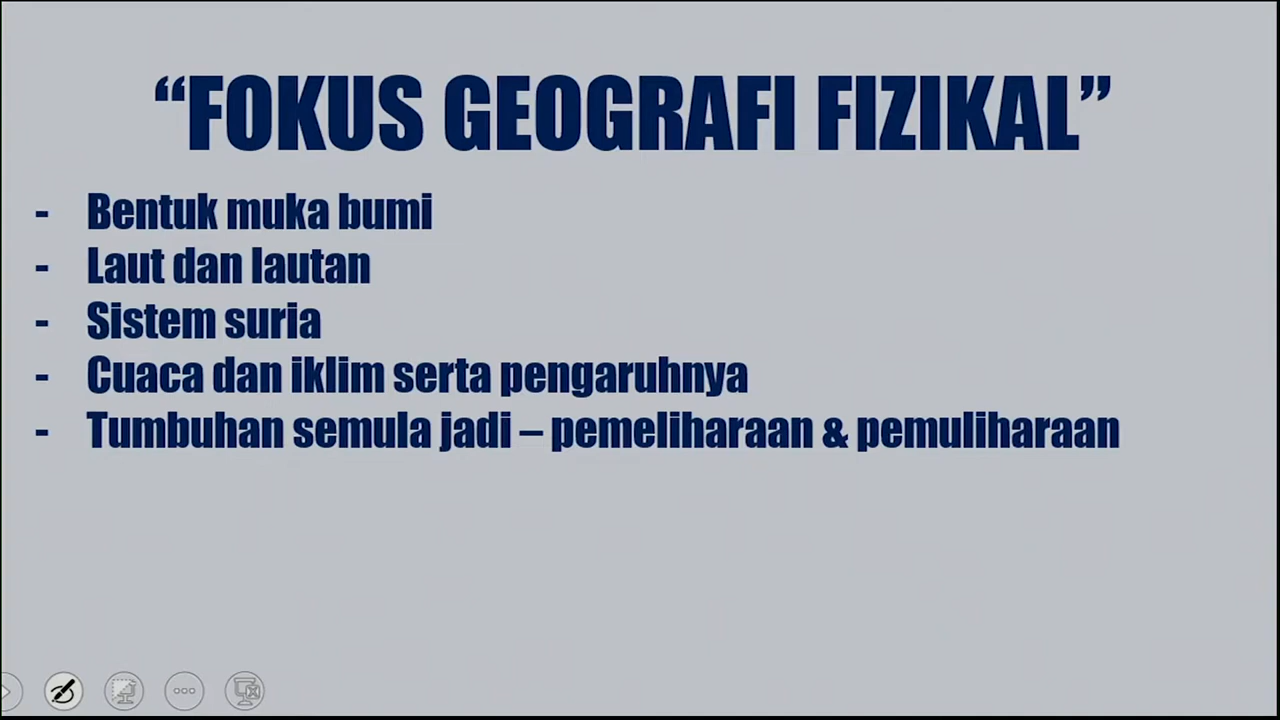 “FOKUS GEOGRAFI FIZIKAL”
- Bentuk muka bumi
- Laut dan lautan
- Sistem suria
- Cuaca dan iklim serta pengaruhnya
- Tumbuhan semula jadi – pemeliharaan & pemuliharaan